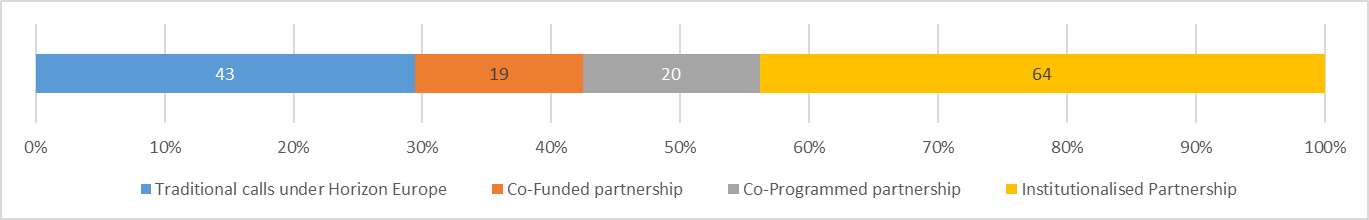 43 19 20 64
0% 10% 20% 30% 40% 50% 60% 70% 80% 90% 100%
Traditional calls under Horizon Europe Co-Funded partnership Co-Programmed partnership Institutionalised Partnership